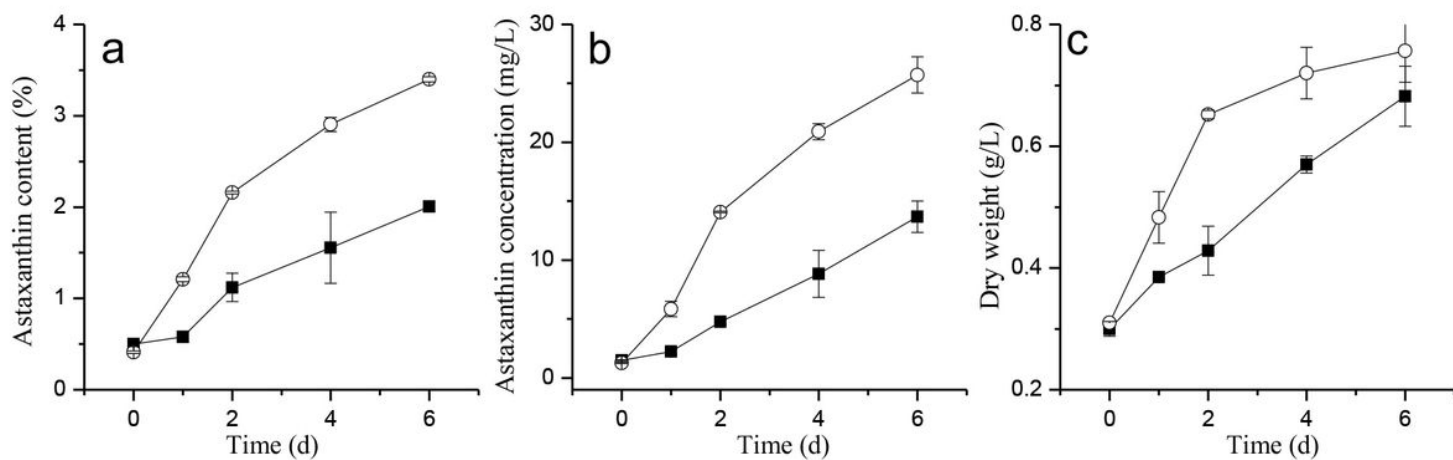 a
Astaxanthin content (%)
4
3
2
1
0
0 2 4 6
Time (d)
b
Astaxanthin concentration (mg/L)
30
20
10
0
0 2 4 6
Time (d)
c
Dry weight (g/L)
0.8
0.6
0.4
0.2
0 2 4 6
Time (d)